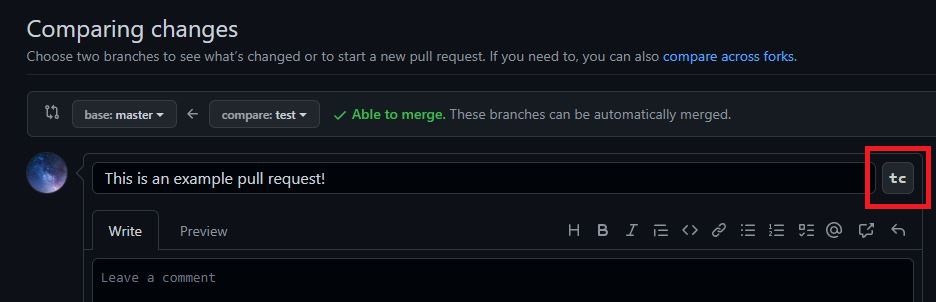 Comparing changes
Choose two branches to see what's changed or to start a new pull request. If you need to, you can also compare across forks.
base: master compare: test Able to merge. These branches can be automatically merged.
This is an example pull request! tc
Write Preview
Leave a comment